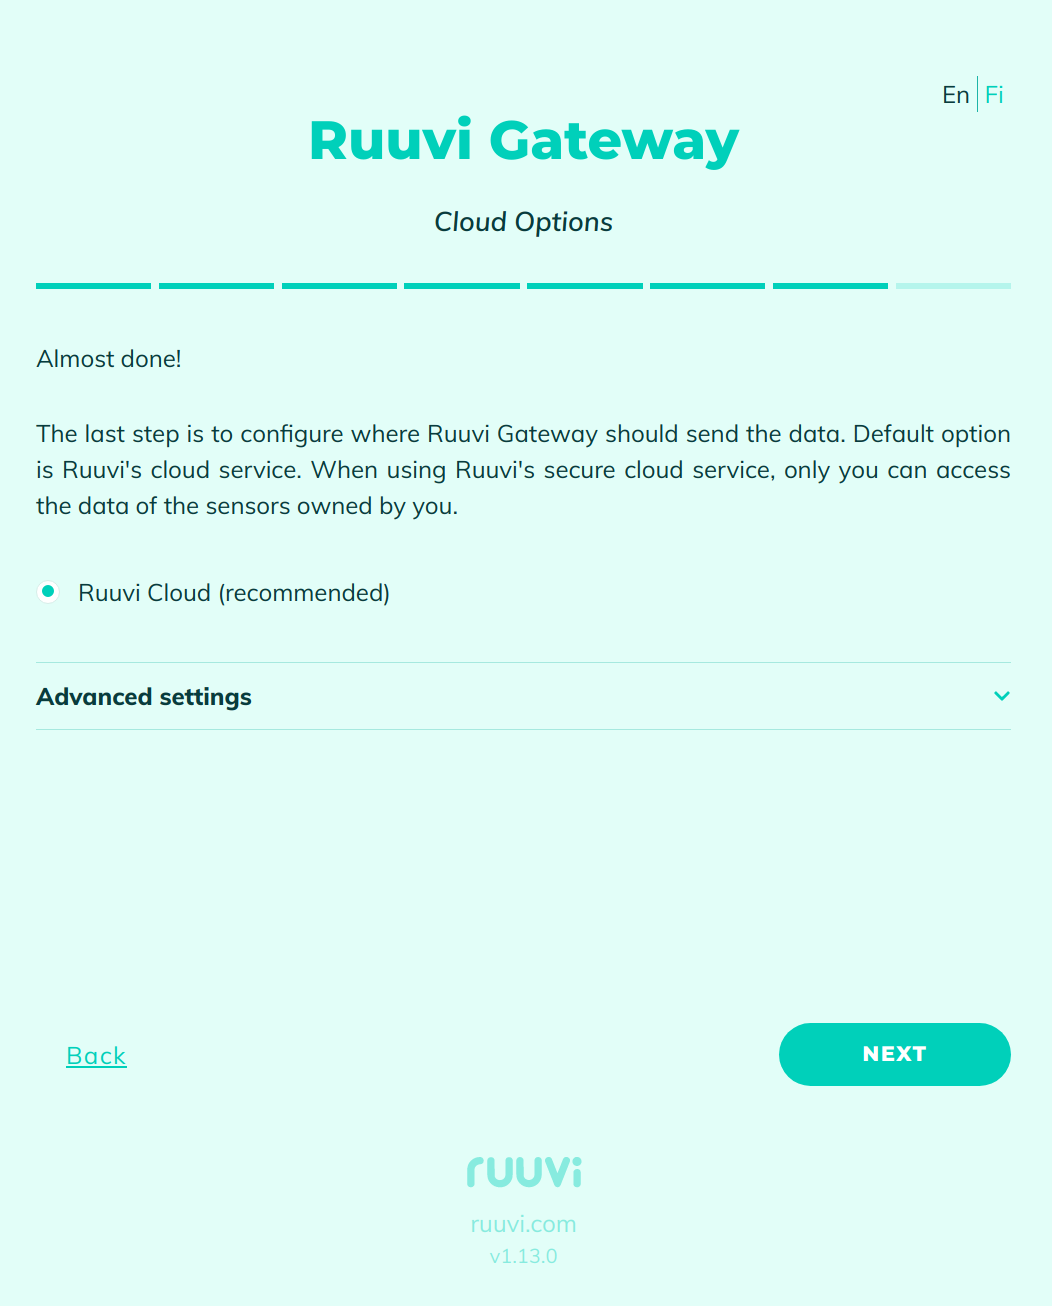 En Fi
Ruuvi Gateway
Cloud Options
Almost done!
The last step is to configure where Ruuvi Gateway should send the data. Default option
is Ruuvi's cloud service. When using Ruuvi's secure cloud service, only you can access
the data of the sensors owned by you.
Ruuvi Cloud (recommended)
Advanced settings
Back
NEXT
ruuvi
ruuvi.com
v1.13.0